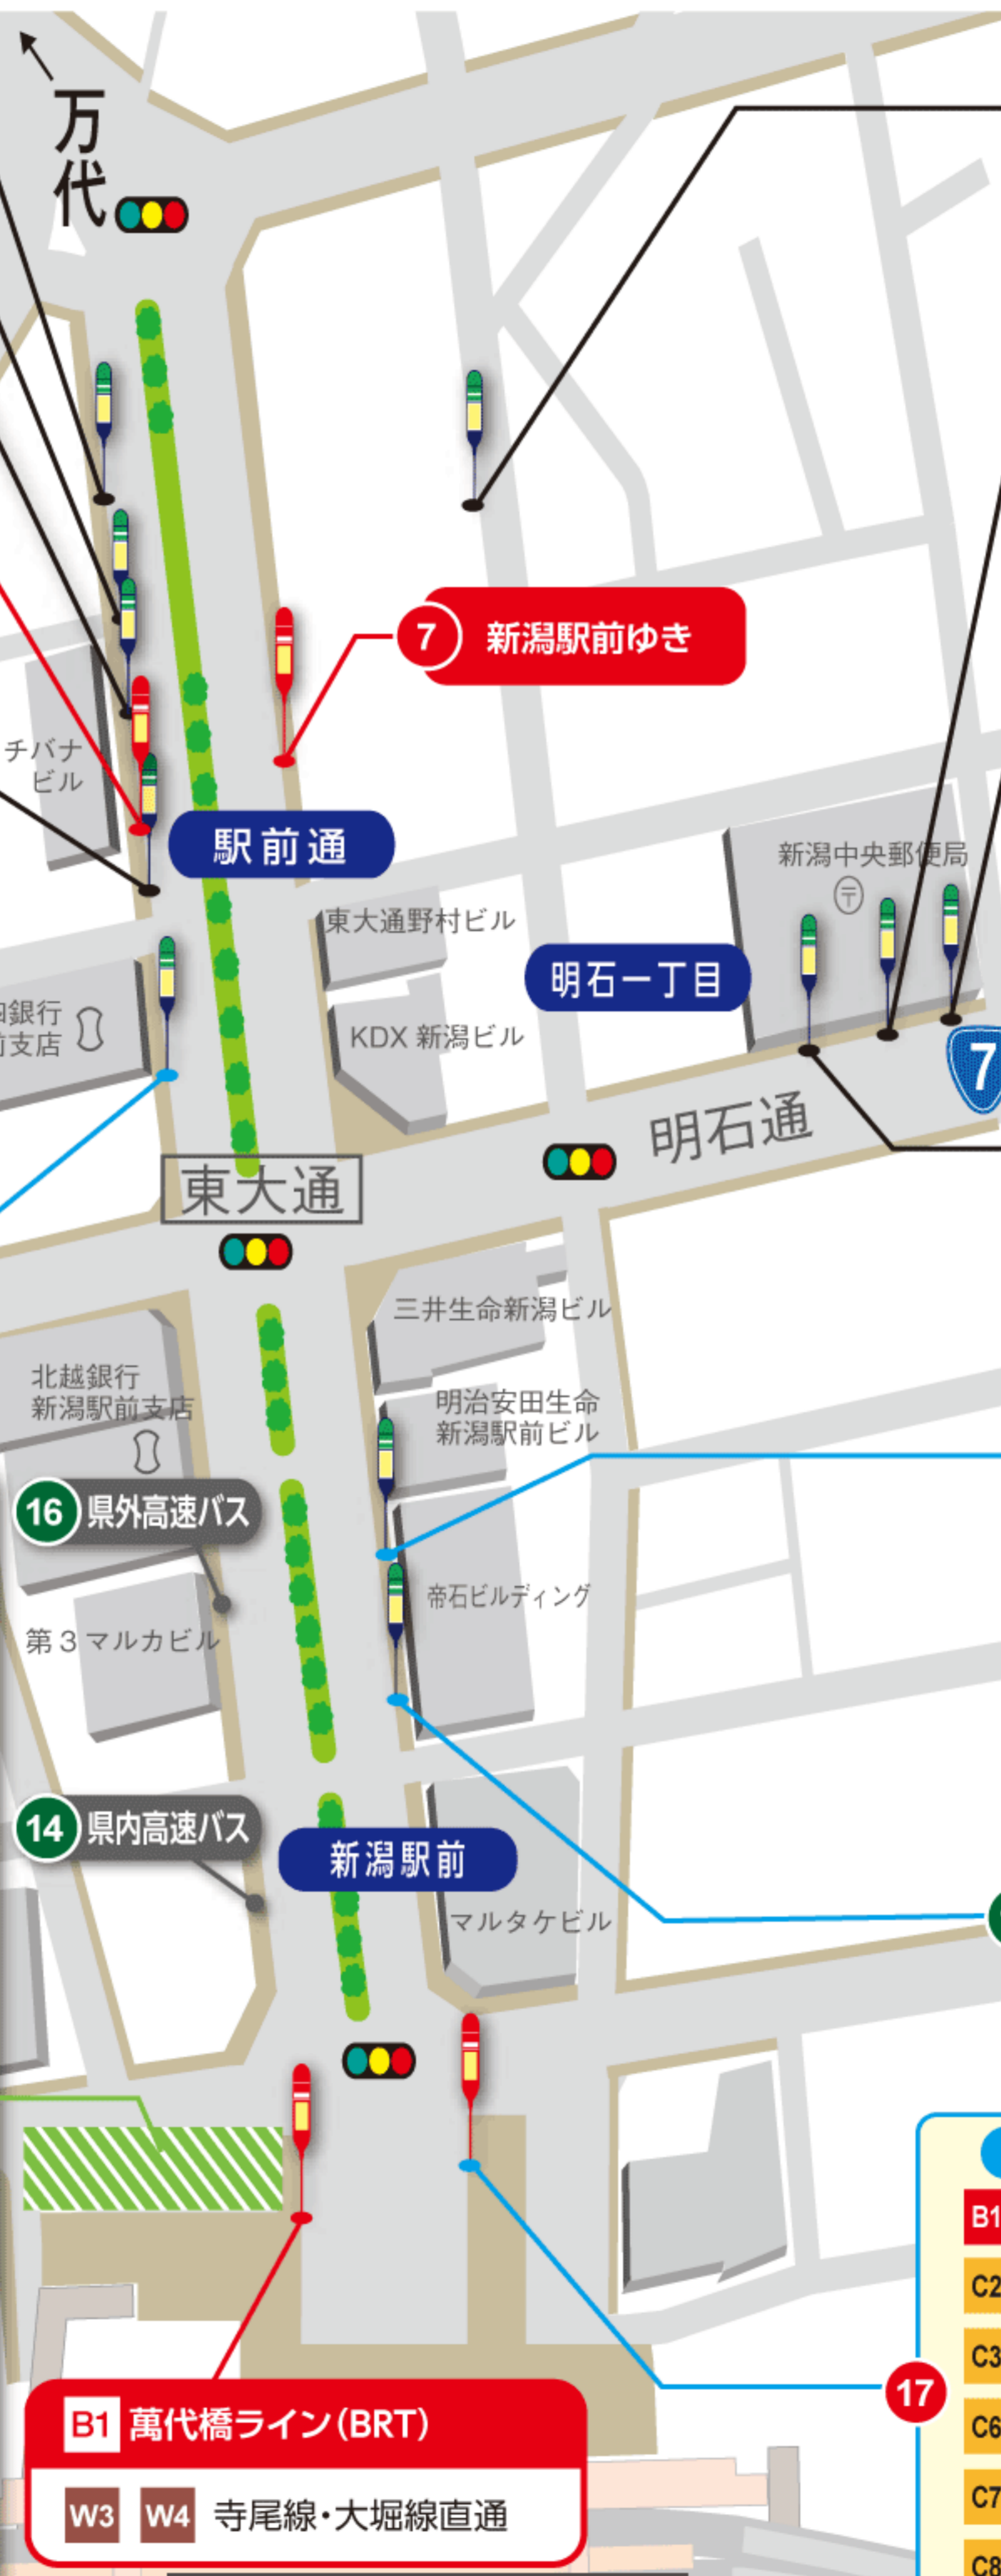 万代
7 新潟駅前ゆき
チバナ
ビル
駅前通
新潟中央郵便局
〒
東大通野村ビル
明石一丁目
銀行
支店
KDX 新潟ビル
7
明石通
東大通
三井生命新潟ビル
北越銀行
新潟駅前支店
明治安田生命
新潟駅前ビル
16 県外高速バス
帝石ビルディング
第3マルカビル
14 県内高速バス
新潟駅前
マルタケビル
B1
C2
C3
17
C6
C7
C8
B1 萬代橋ライン(BRT)
W3 W4 寺尾線・大堀線直通